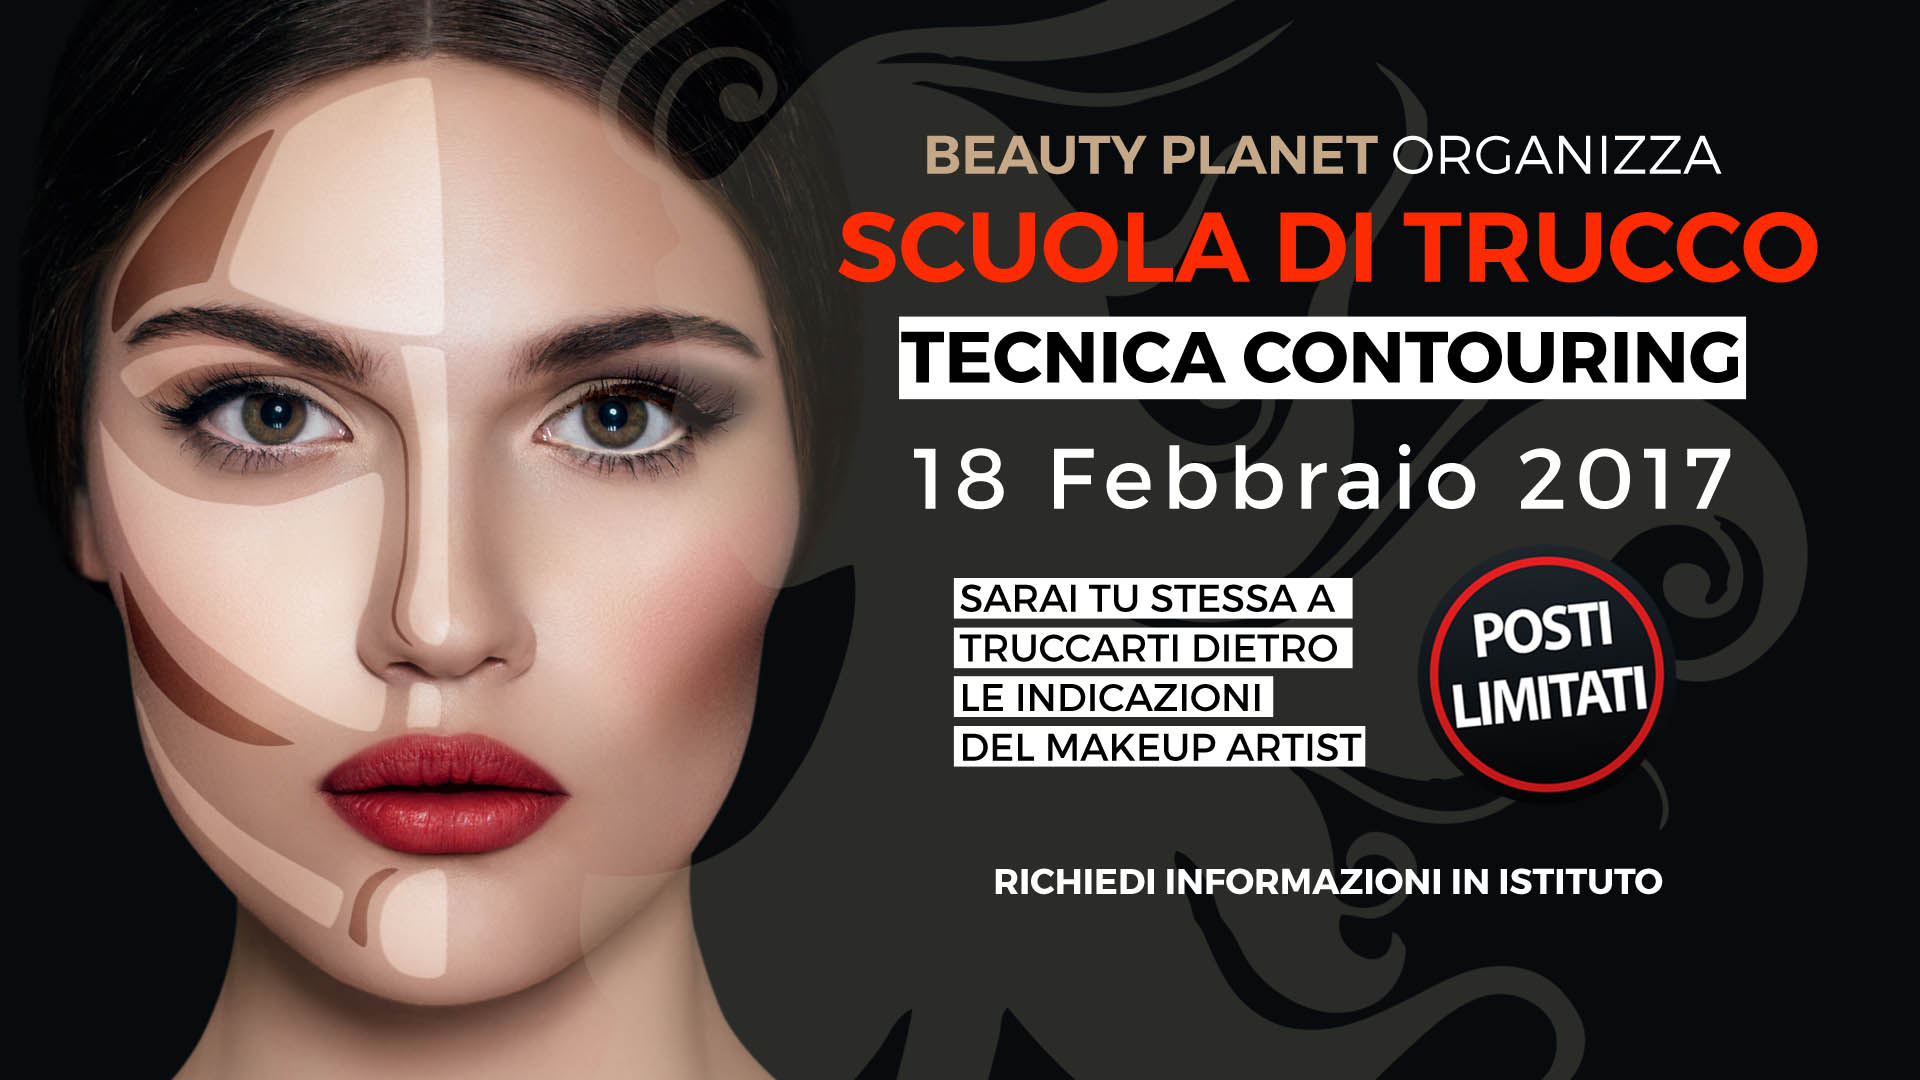 BEAUTY PLANET ORGANIZZA
SCUOLA DI TRUCCO
TECNICA CONTOURING
18 Febbraio 2017
SARAI TU STESSA A
TRUCCARTI DIETRO
LE INDICAZIONI
DEL MAKEUP ARTIST
POSTI
LIMITATI
RICHIEDI INFORMAZIONI IN ISTITUTO